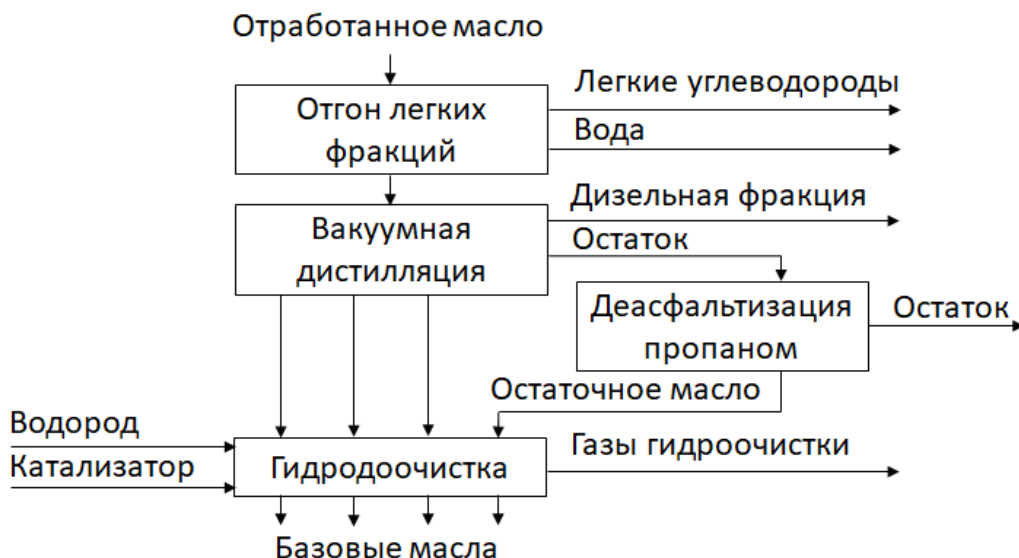 Отработанное масло
Отгон легких
фракций
Легкие углеводороды
Вода
Вакуумная
дистилляция
Дизельная фракция
Остаток
Деасфальтизация
пропаном
Остаток
Остаточное масло
Водород
Катализатор
Гидродоочистка
Газы гидроочистки
Базовые масла